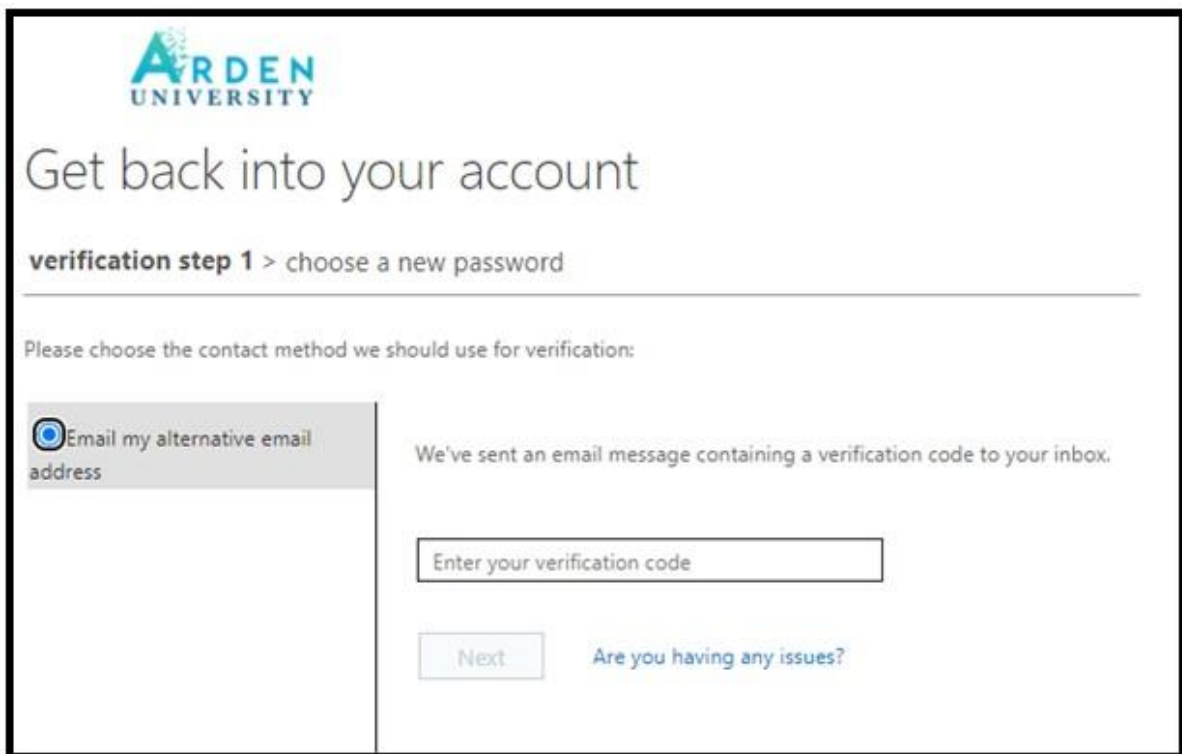 ARDEN
UNIVERSITY
Get back into your account
verification step 1 > choose a new password
Please choose the contact method we should use for verification:
Email my alternative email
address
We've sent an email message containing a verification code to your inbox.
Enter your verification code
Next
Are you having any issues?